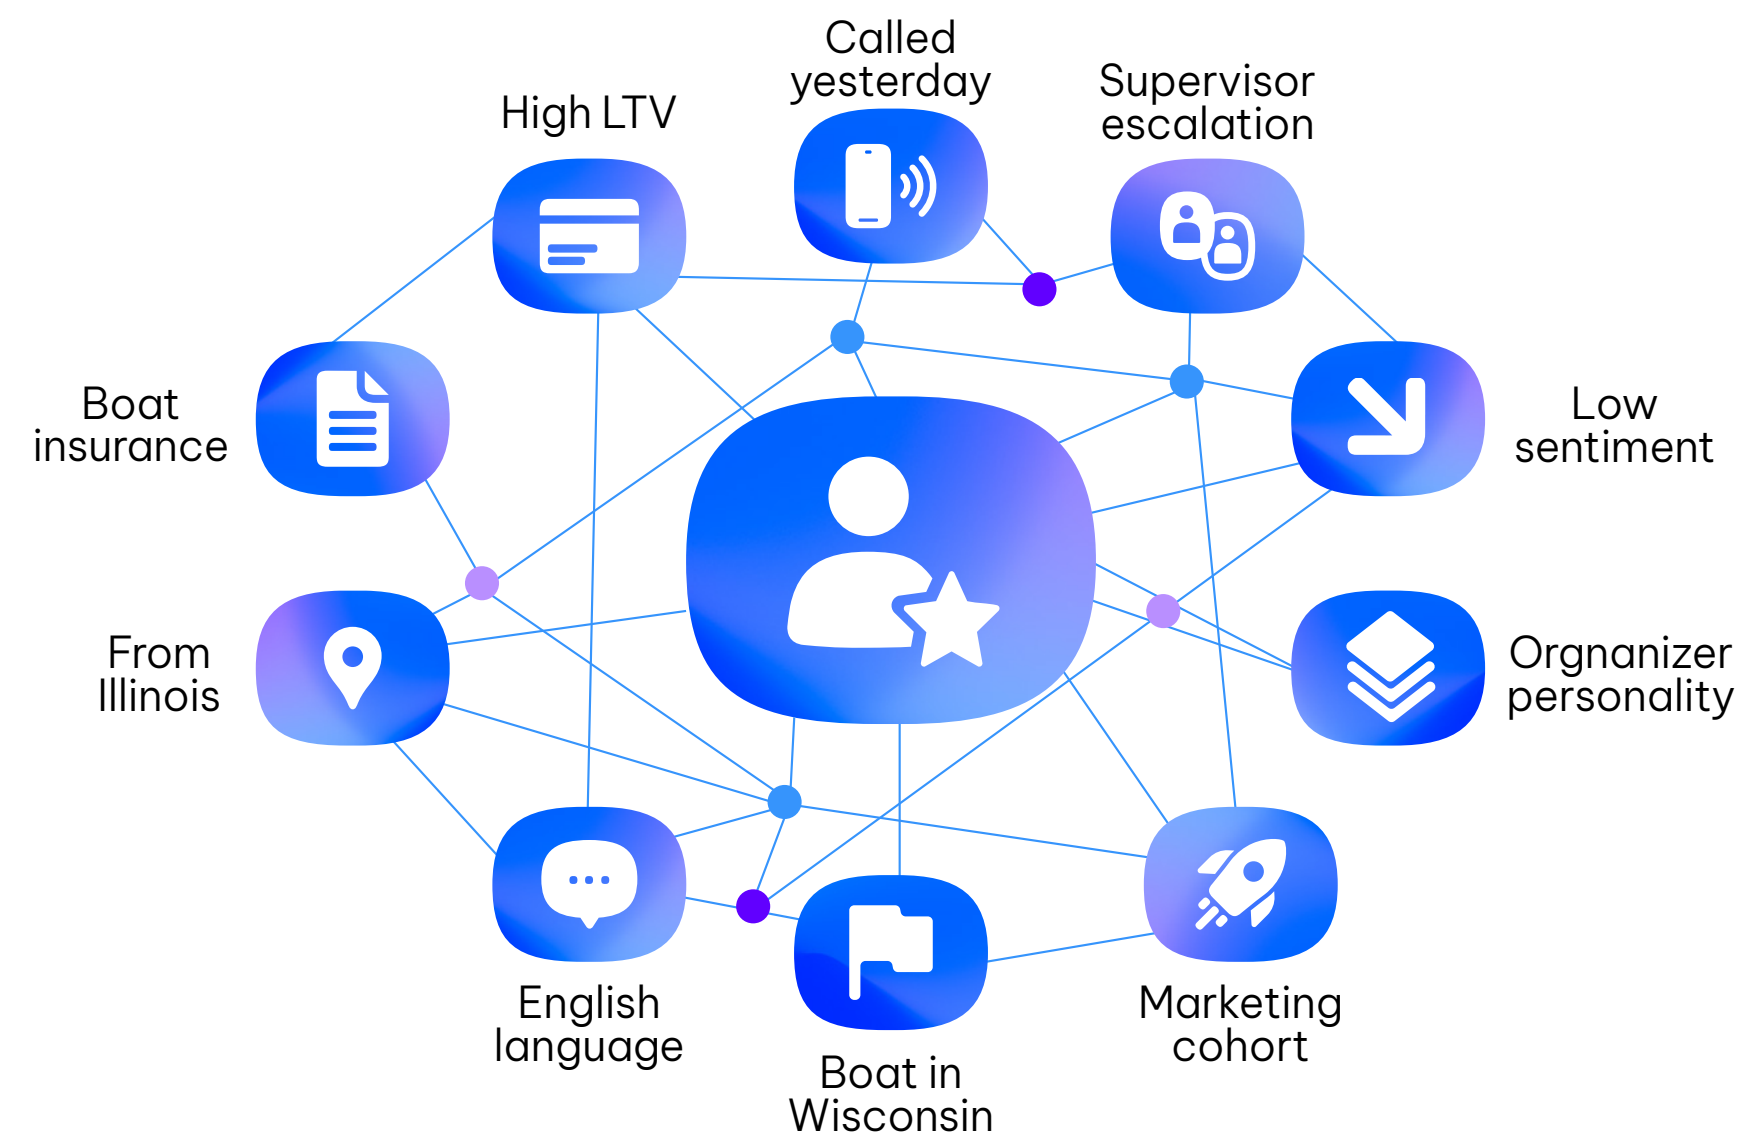 Called
yesterday
Supervisor
escalation
High LTV
Boat
insurance
Low
sentiment
From
Illinois
Orgnanizer
personality
English
language
Marketing
cohort
Boat in
Wisconsin